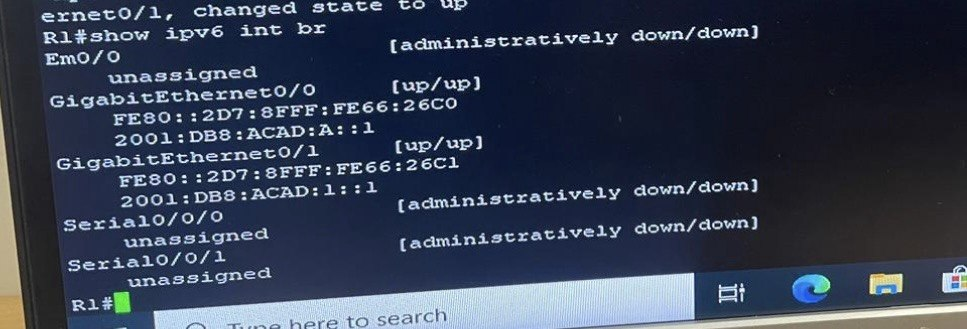 ernet0/1, changed state to up
R1#show ipv6 int br
Em0/0 [administratively down/down]
unassigned
GigabitEthernet0/0 [up/up]
FE80::2D7:8FFF:FE66:26C0
2001:DB8:ACAD:A::1
GigabitEthernet0/1 [up/up]
FE80::2D7:8FFF:FE66:26C1
2001:DB8:ACAD:1::1
Serial0/0/0 [administratively down/down]
unassigned
Serial0/0/1 [administratively down/down]
unassigned
R1#
Type here to search